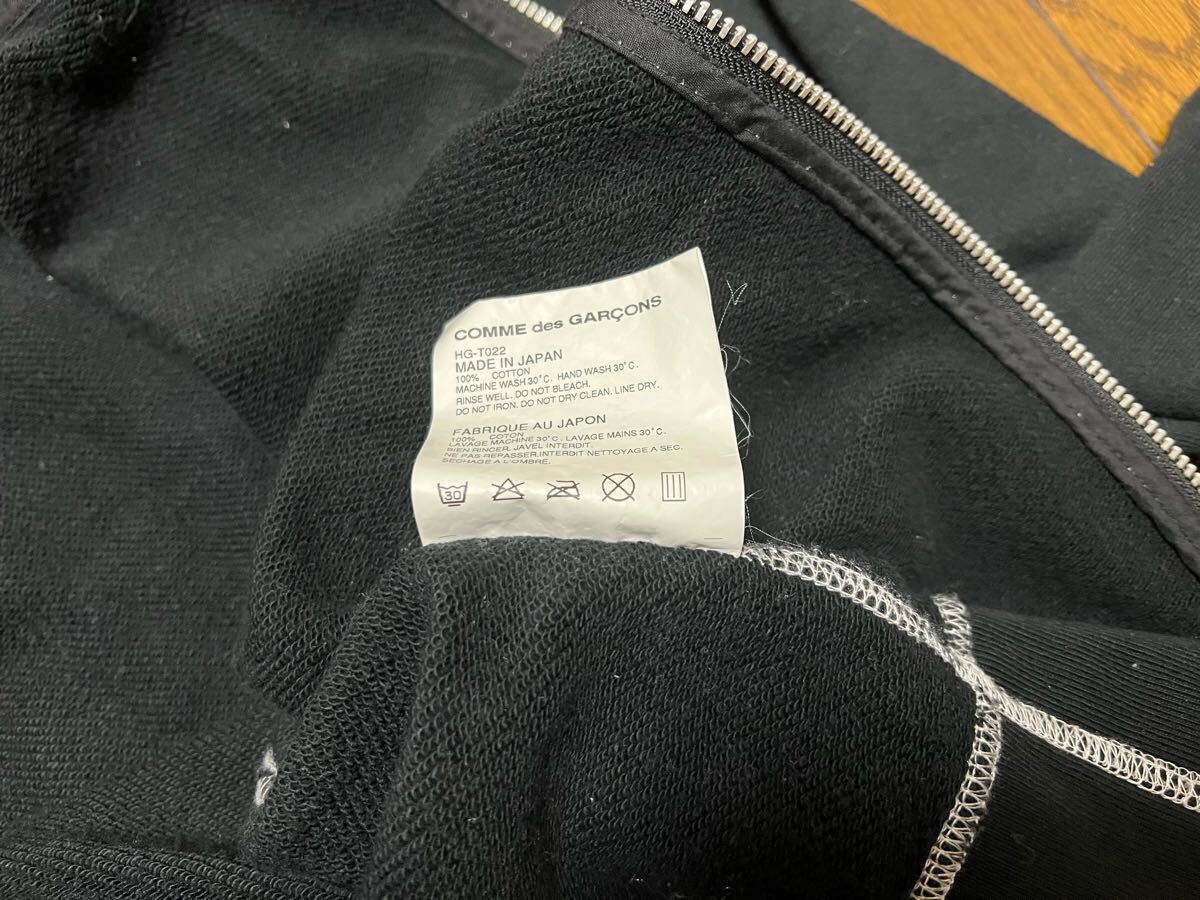 COMME des GARÇONS
HG-T022
MADE IN JAPAN
100% COTTON
MACHINE WASH 30°C. HAND WASH 30°C.
RINSE WELL. DO NOT BLEACH.
DO NOT IRON. DO NOT DRY CLEAN. LINE DRY.
FABRIQUE AU JAPON
100% COTON
LAVAGE MACHINE 30°C. LAVAGE MAINS 30°C.
BIEN RINCER. JAVEL INTERDIT.
NE PAS REPASSER.INTERDIT NETTOYAGE A SEC.
SECHAGE A L'OMBRE.
30